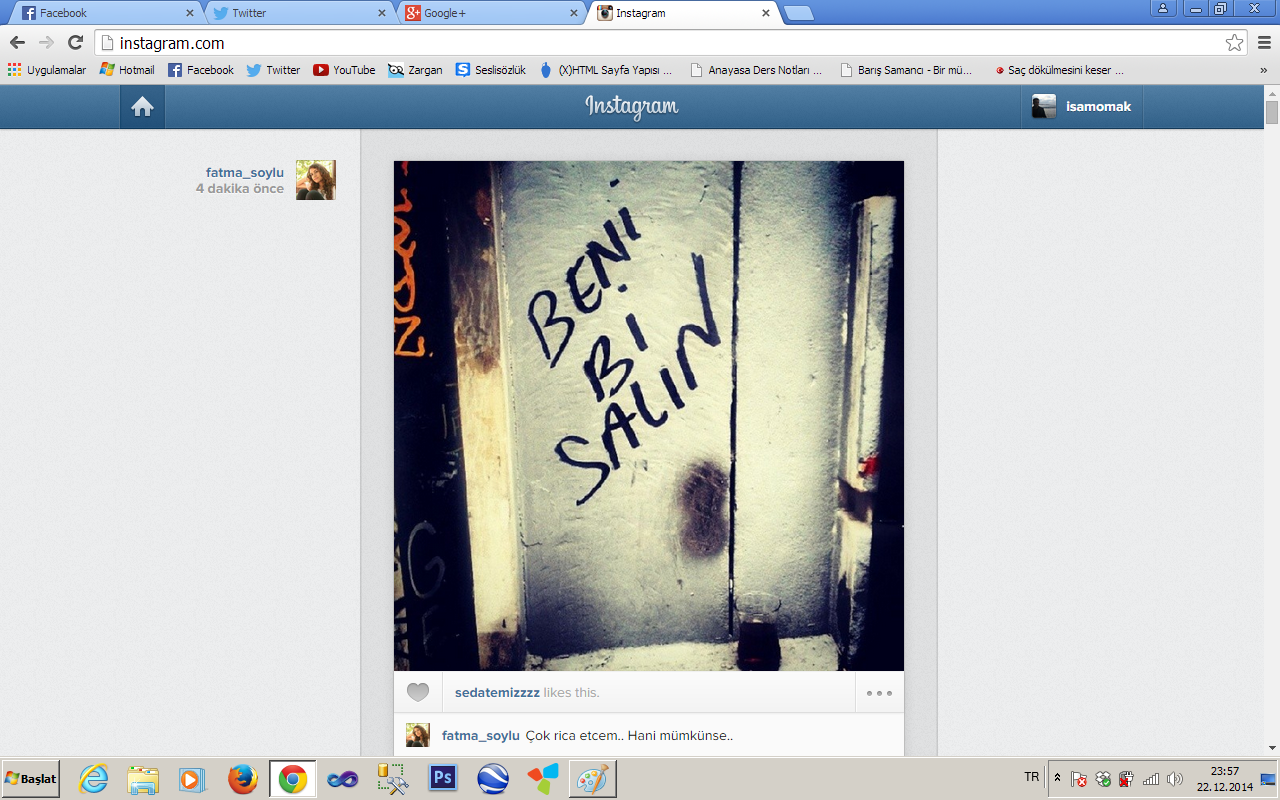 Facebook
Twitter
Google+
Instagram
instagram.com
Uygulamalar Hotmail Facebook Twitter YouTube Zargan Seslisözlük (X)HTML Sayfa Yapısı ... Anayasa Ders Notları ... Barış Samancı - Bir mü... Saç dökülmesini keser ... »
Instagram
isamomak
fatma_soylu
4 dakika önce
BENİ
Bİ
SALIN
G
sedatemizzzz likes this.
fatma_soylu Çok rica etcem.. Hani mümkünse..
Başlat
Ps
TR
23:57
22.12.2014